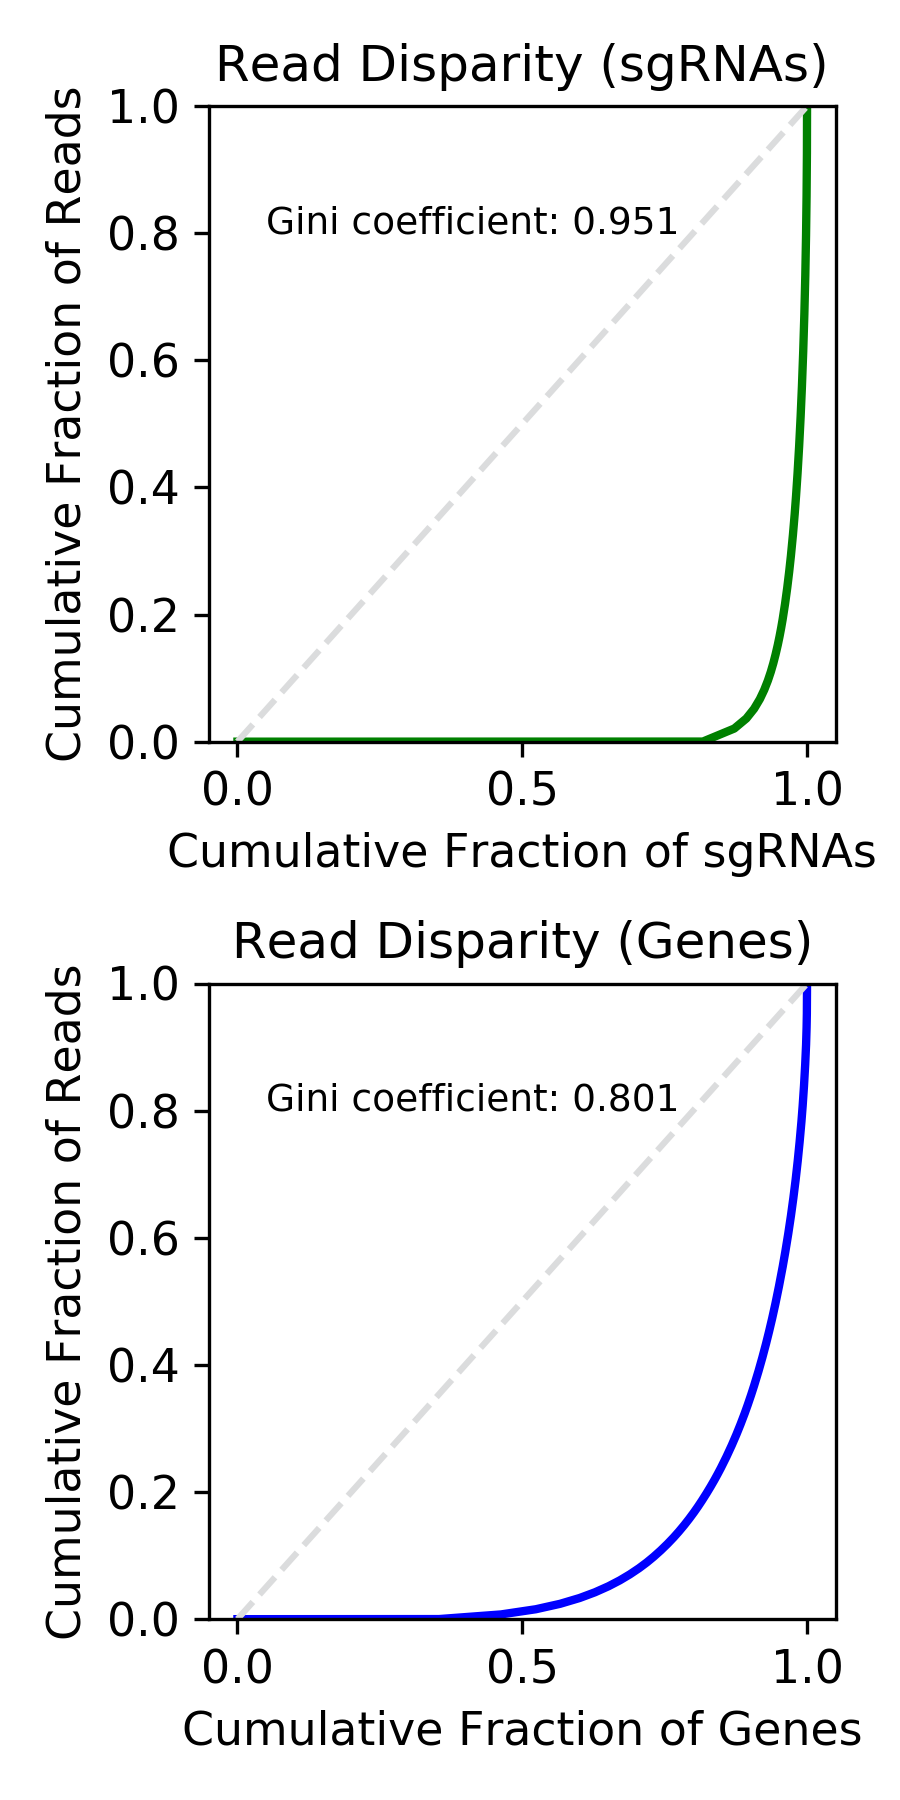 Read Disparity (sgRNAs)
Cumulative Fraction of Reads
1.0
0.8
0.6
0.4
0.2
0.0
Gini coefficient: 0.951
0.0 0.5 1.0
Cumulative Fraction of sgRNAs
Read Disparity (Genes)
Cumulative Fraction of Reads
1.0
0.8
0.6
0.4
0.2
0.0
Gini coefficient: 0.801
0.0 0.5 1.0
Cumulative Fraction of Genes